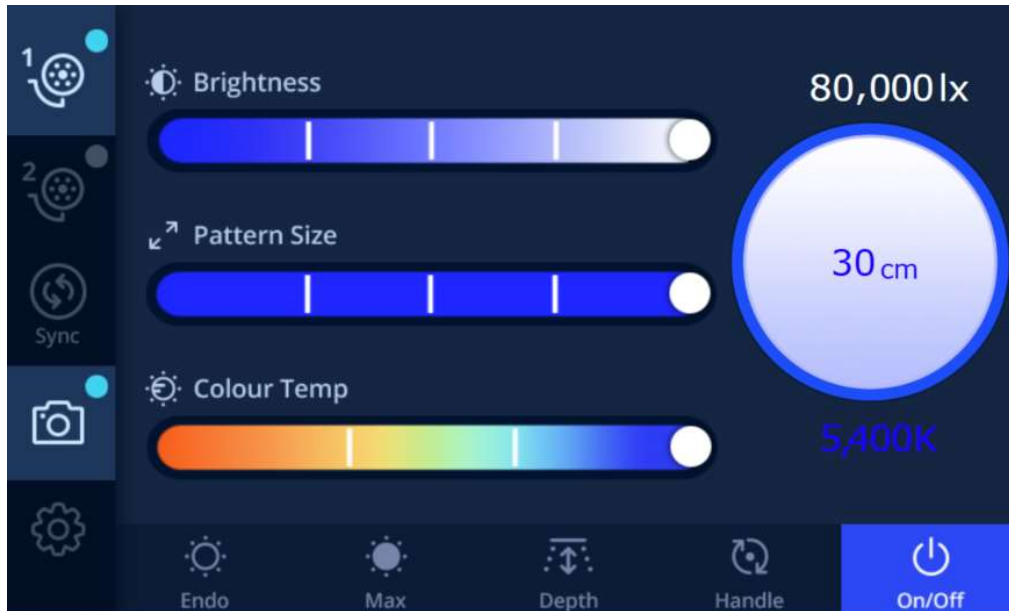 1
2
Sync
Brightness
Pattern Size
Colour Temp
80,000 lx
30 cm
5,400K
Endo
Max
Depth
Handle
On/Off